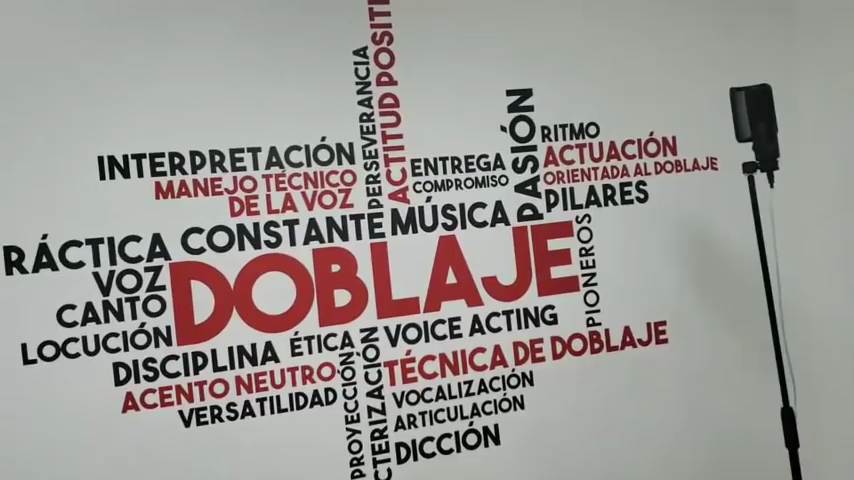 PERSEVERANCIA
ACTITUD POSITI
INTERPRETACIÓN
MANEJO TÉCNICO
DE LA VOZ
ENTREGA
COMPROMISO
PASIÓN
RITMO
ACTUACIÓN
ORIENTADA AL DOBLAJE
PILARES
RÁCTICA CONSTANTE
MÚSICA
VOZ
CANTO
LOCUCIÓN
DOBLAJE
PIONEROS
DISCIPLINA
ÉTICA
VOICE ACTING
ACENTO NEUTRO
TÉCNICA DE DOBLAJE
VERSATILIDAD
PROYECCIÓN
CTERIZACIÓN
VOCALIZACIÓN
ARTICULACIÓN
DICCIÓN